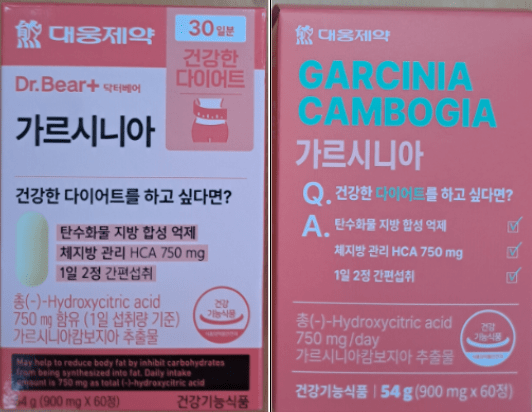 대웅제약
30 일분
건강한
다이어트
Dr.Bear+ 닥터베어
가르시니아
건강한 다이어트를 하고 싶다면?
탄수화물 지방 합성 억제
체지방 관리 HCA 750 mg
1일 2정 간편섭취
총(-)-Hydroxycitric acid
750 mg 함유 (1일 섭취량 기준)
가르시니아캄보지아 추출물
건강
기능식품
May help to reduce body fat by inhibit carbohydrates
from being synthesized into fat. Daily intake
amount is 750 mg as total (-)-hydroxycitric acid
54 g (900 mg X 60정)
건강기능식품
대웅제약
GARCINIA
CAMBOGIA
가르시니아
Q. 건강한 다이어트를 하고 싶다면?
A. 탄수화물 지방 합성 억제
체지방 관리 HCA 750 mg
1일 2정 간편섭취
총(-)-Hydroxycitric acid
750 mg/day
가르시니아캄보지아 추출물
건강
기능식품
건강기능식품 | 54 g (900 mg X 60정)